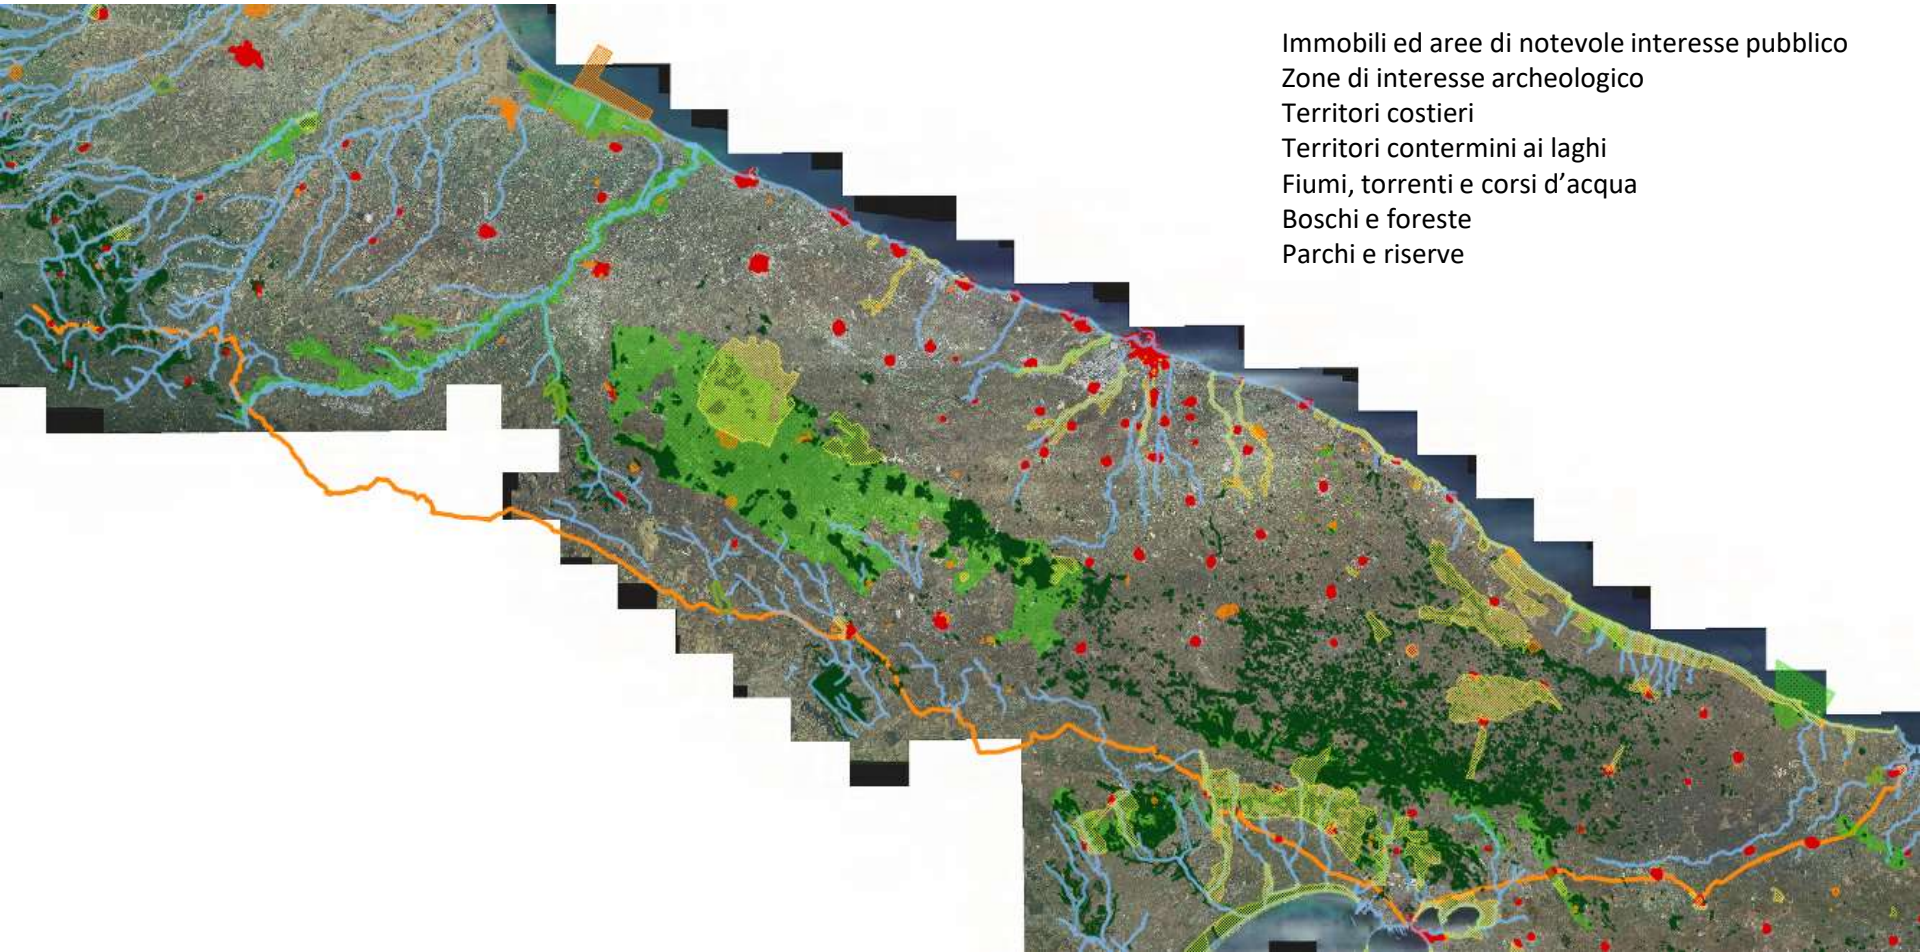 Immobili ed aree di notevole interesse pubblico
Zone di interesse archeologico
Territori costieri
Territori contermini ai laghi
Fiumi, torrenti e corsi d’acqua
Boschi e foreste
Parchi e riserve